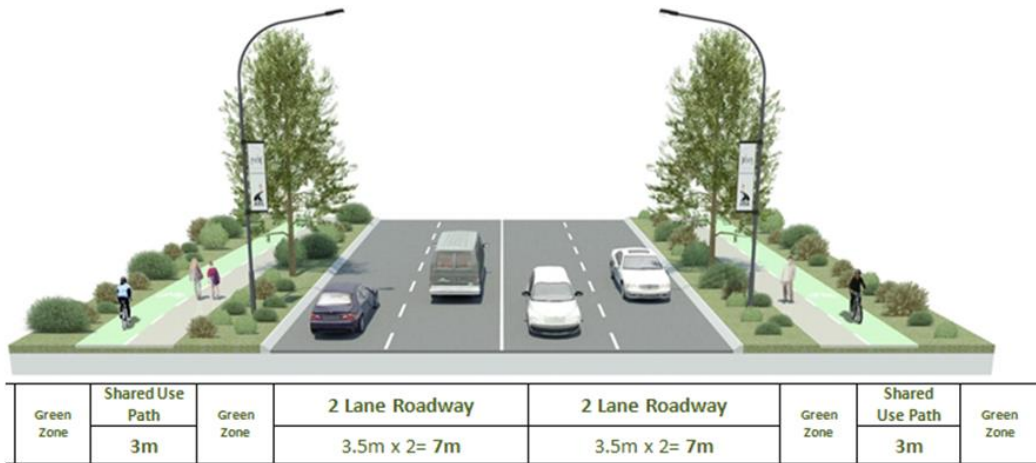 Green
Zone
Shared Use
Path
3m
Green
Zone
2 Lane Roadway
3.5m x 2= 7m
2 Lane Roadway
3.5m x 2= 7m
Green
Zone
Shared
Use Path
3m
Green
Zone